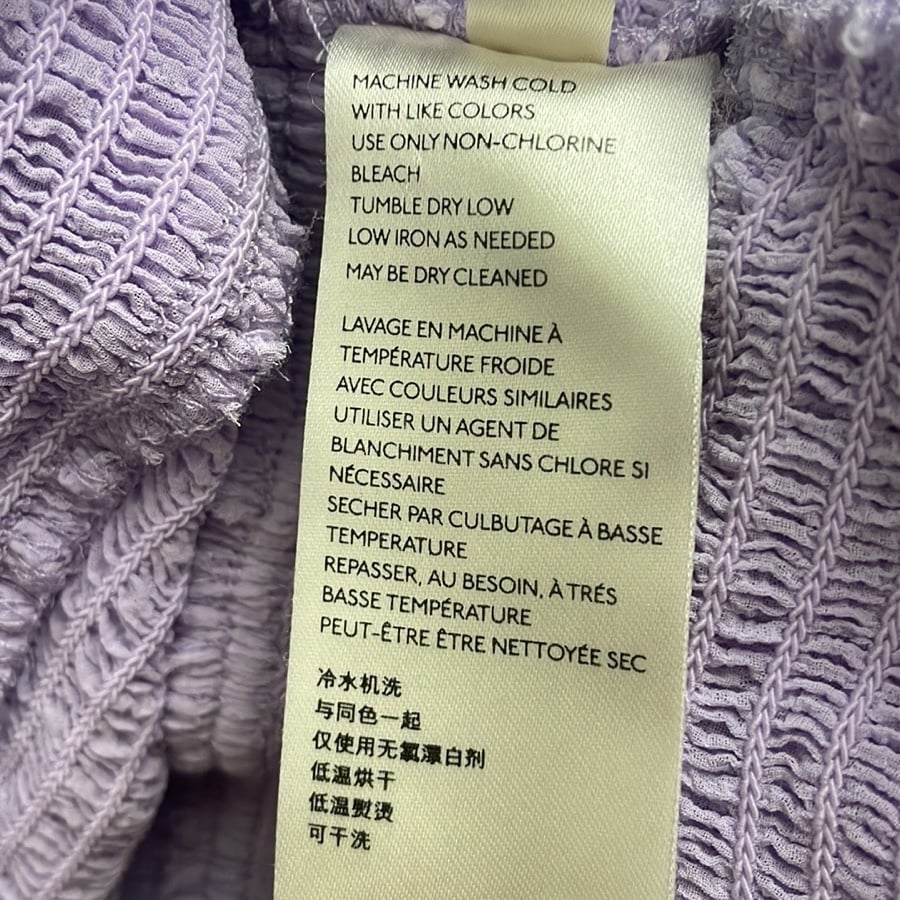 MACHINE WASH COLD
WITH LIKE COLORS
USE ONLY NON-CHLORINE
BLEACH
TUMBLE DRY LOW
LOW IRON AS NEEDED
MAY BE DRY CLEANED
LAVAGE EN MACHINE À
TEMPÉRATURE FROIDE
AVEC COULEURS SIMILAIRES
UTILISER UN AGENT DE
BLANCHIMENT SANS CHLORE SI
NÉCESSAIRE
SECHER PAR CULBUTAGE À BASSE
TEMPERATURE
REPASSER, AU BESOIN, À TRÉS
BASSE TEMPÉRATURE
PEUT-ÊTRE ÊTRE NETTOYÉE SEC
冷水机洗
与同色一起
仅使用无氯漂白剂
低温烘干
低温熨烫
可干洗